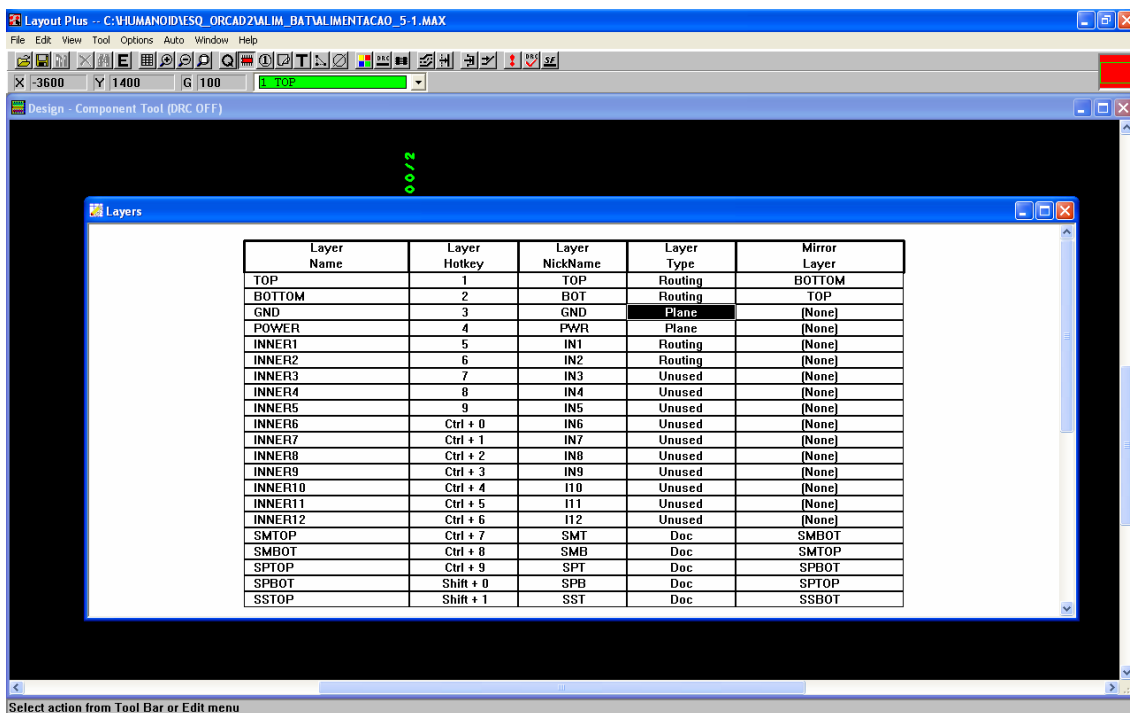 Layout Plus -- C:\HUMANOID\ESQ_ORCAD2\ALIM_BAT\ALIMENTACAO_5-1.MAX
File Edit View Tool Options Auto Window Help
X -3600 Y 1400 G 100 1 TOP
Design - Component Tool (DRC OFF)
00/2
Layers
Layer Layer Layer Layer Mirror
Name Hotkey NickName Type Layer
TOP 1 TOP Routing BOTTOM
BOTTOM 2 BOT Routing TOP
GND 3 GND Plane (None)
POWER 4 PWR Plane (None)
INNER1 5 IN1 Routing (None)
INNER2 6 IN2 Routing (None)
INNER3 7 IN3 Unused (None)
INNER4 8 IN4 Unused (None)
INNER5 9 IN5 Unused (None)
INNER6 Ctrl + 0 IN6 Unused (None)
INNER7 Ctrl + 1 IN7 Unused (None)
INNER8 Ctrl + 2 IN8 Unused (None)
INNER9 Ctrl + 3 IN9 Unused (None)
INNER10 Ctrl + 4 I10 Unused (None)
INNER11 Ctrl + 5 I11 Unused (None)
INNER12 Ctrl + 6 I12 Unused (None)
SMTOP Ctrl + 7 SMT Doc SMBOT
SMBOT Ctrl + 8 SMB Doc SMTOP
SPTOP Ctrl + 9 SPT Doc SPBOT
SPBOT Shift + 0 SPB Doc SPTOP
SSTOP Shift + 1 SST Doc SSBOT
Select action from Tool Bar or Edit menu